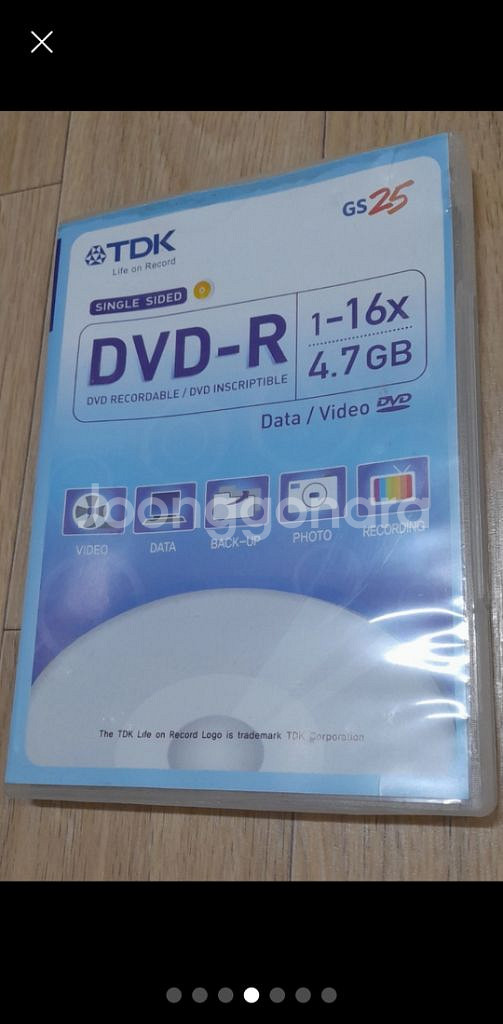 GS25
TDK
Life on Record
SINGLE SIDED
DVD-R
DVD RECORDABLE / DVD INSCRIPTIBLE
1-16x
4.7GB
Data / Video DVD
joonggonara
VIDEO
DATA
BACK-UP
PHOTO
RECORDING
The TDK Life on Record Logo is trademark TDK Corporation